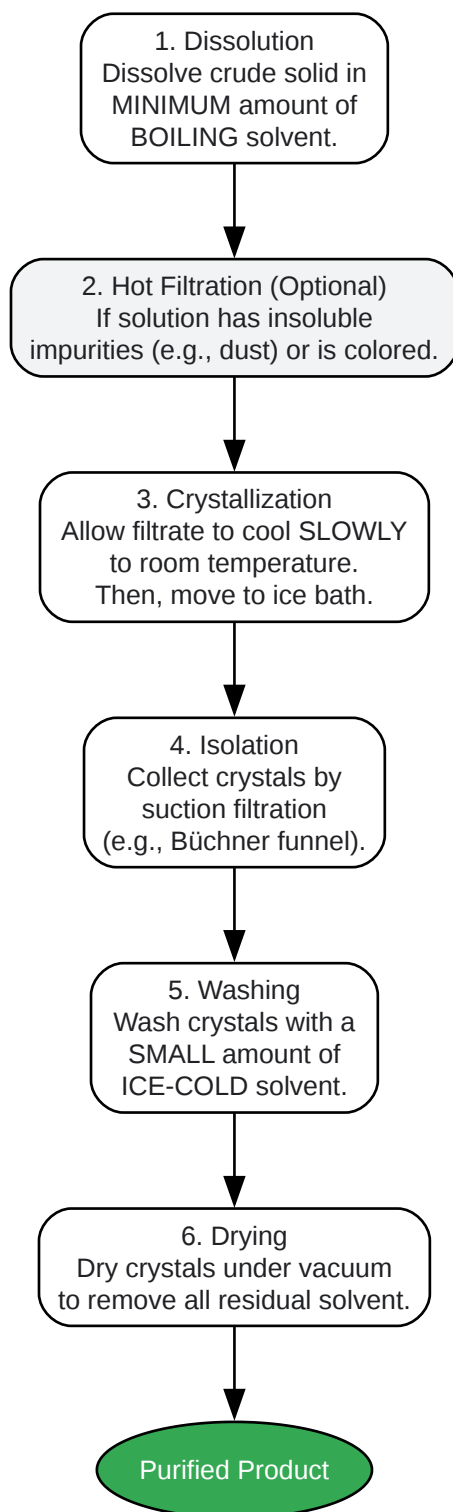 1. Dissolution
Dissolve crude solid in
MINIMUM amount of
BOILING solvent.
2. Hot Filtration (Optional)
If solution has insoluble
impurities (e.g., dust) or is colored.
3. Crystallization
Allow filtrate to cool SLOWLY
to room temperature.
Then, move to ice bath.
4. Isolation
Collect crystals by
suction filtration
(e.g., Büchner funnel).
5. Washing
Wash crystals with a
SMALL amount of
ICE-COLD solvent.
6. Drying
Dry crystals under vacuum
to remove all residual solvent.
Purified Product